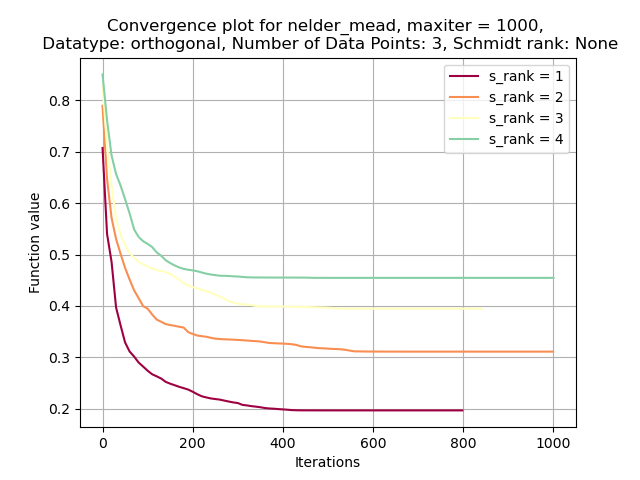 Convergence plot for nelder_mead, maxiter = 1000,
Datatype: orthogonal, Number of Data Points: 3, Schmidt rank: None
s_rank = 1
s_rank = 2
s_rank = 3
s_rank = 4
0.8
0.7
0.6
0.5
0.4
0.3
0.2
Function value
0 200 400 600 800 1000
Iterations